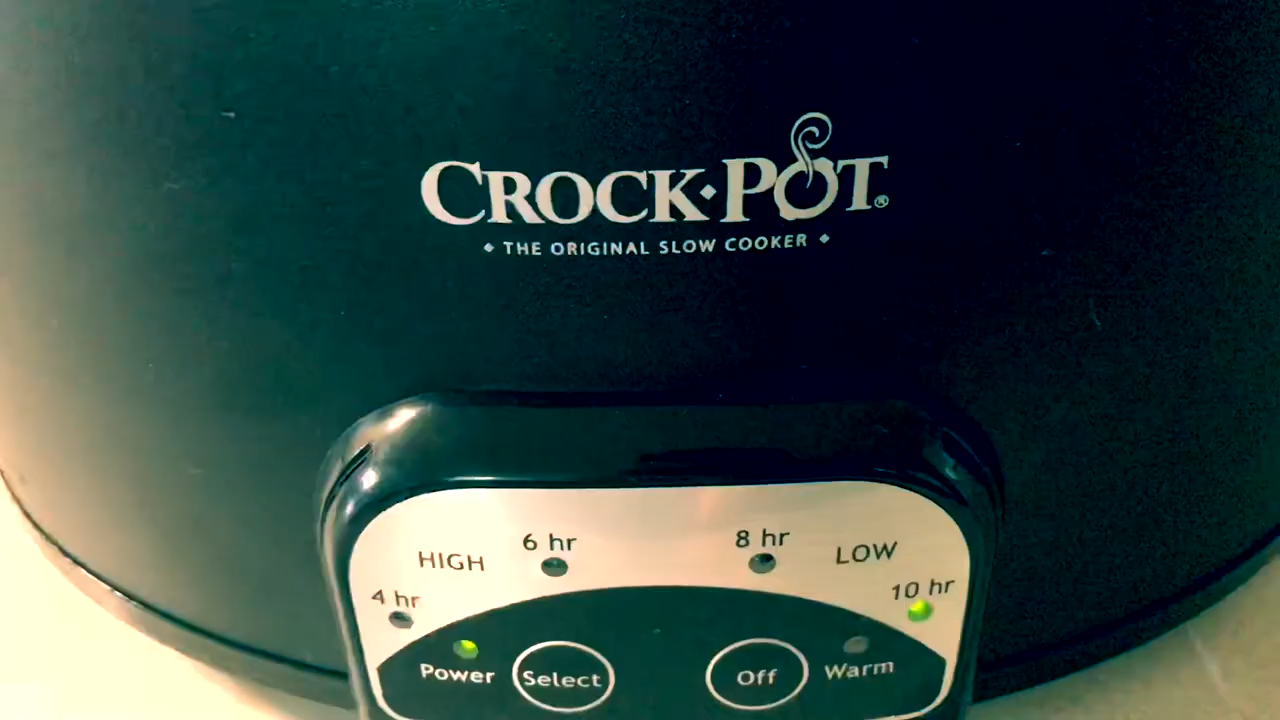 CROCK·POT®
◆ THE ORIGINAL SLOW COOKER ◆
6 hr 8 hr
HIGH LOW
4 hr 10 hr
Power Select Off Warm